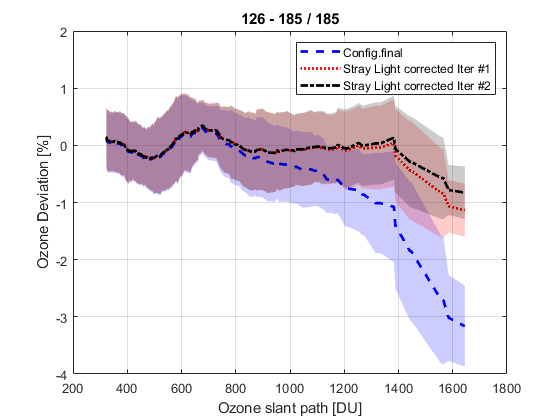 126 - 185 / 185
2
1
0
-1
-2
-3
-4
Ozone Deviation [%]
Config.final
Stray Light corrected Iter #1
Stray Light corrected Iter #2
200 400 600 800 1000 1200 1400 1600 1800
Ozone slant path [DU]